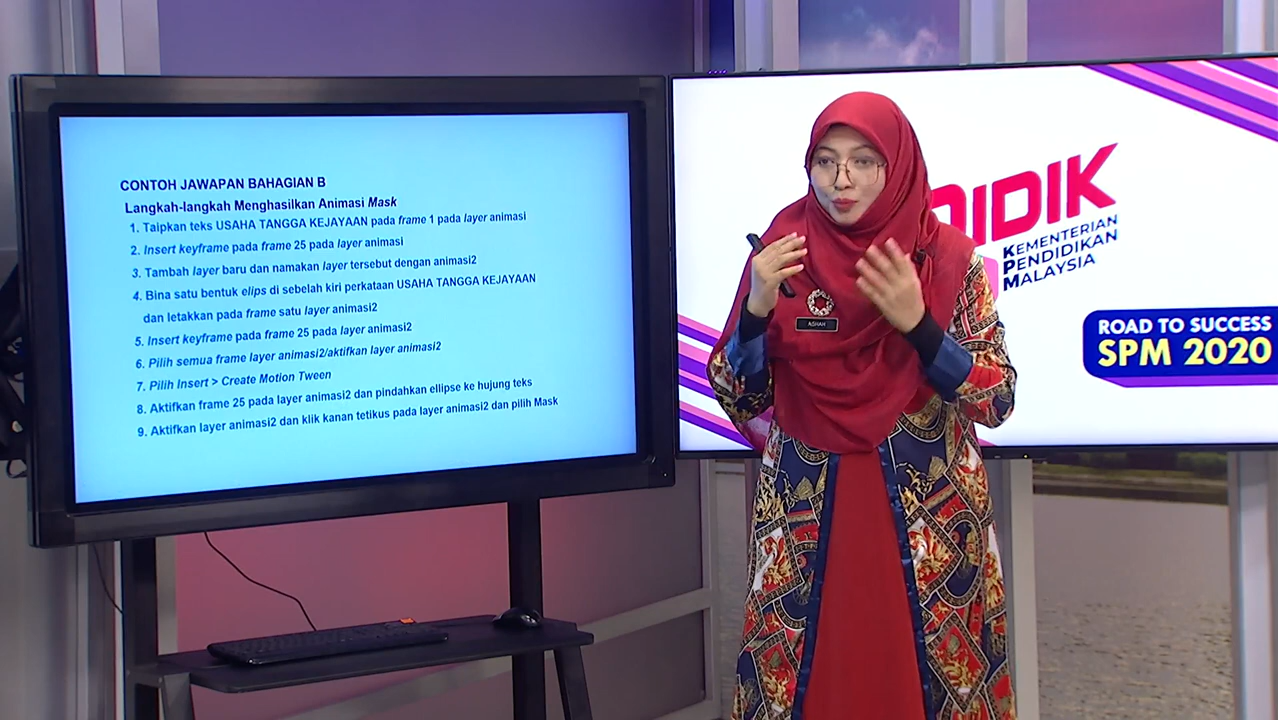 CONTOH JAWAPAN BAHAGIAN B
Langkah-langkah Menghasilkan Animasi Mask
1. Taipkan teks USAHA TANGGA KEJAYAAN pada frame 1 pada layer animasi
2. Insert keyframe pada frame 25 pada layer animasi
3. Tambah layer baru dan namakan layer tersebut dengan animasi2
4. Bina satu bentuk elips di sebelah kiri perkataan USAHA TANGGA KEJAYAAN
dan letakkan pada frame satu layer animasi2
5. Insert keyframe pada frame 25 pada layer animasi2
6. Pilih semua frame layer animasi2/aktifkan layer animasi2
7. Pilih Insert > Create Motion Tween
8. Aktifkan frame 25 pada layer animasi2 dan pindahkan ellipse ke hujung teks
9. Aktifkan layer animasi2 dan klik kanan tetikus pada layer animasi2 dan pilih Mask
DIDIK
KEMENTERIAN
PENDIDIKAN
MALAYSIA
ROAD TO SUCCESS
SPM 2020
ASHAH